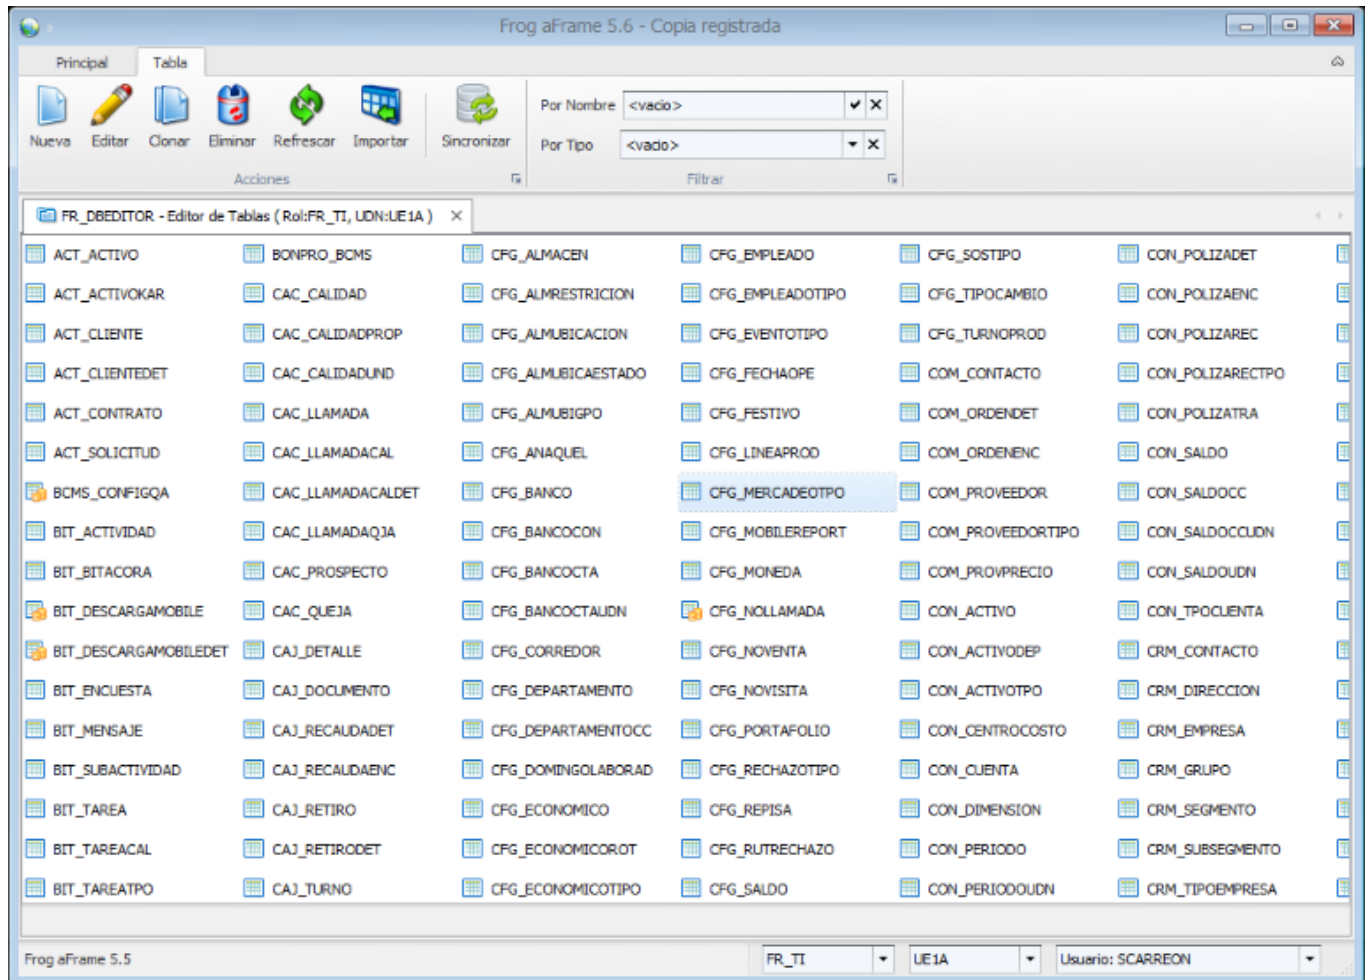 Frog aFrame 5.6 - Copia registrada
Principal Tabla
Por Nombre <vacio>
Nueva Editar Clonar Eliminar Refrescar Importar Sincronizar
Por Tipo <vacio>
Acciones Filtrar
FR_DBEDITOR - Editor de Tablas ( Rol:FR_TI, UDN:UE1A )
ACT_ACTIVO BONPRO_BCMS CFG_ALMACEN CFG_EMPLEADO CFG_SOSTIPO CON_POLIZADET
ACT_ACTIVOKAR CAC_CALIDAD CFG_ALMRESTRICION CFG_EMPLEADOTIPO CFG_TIPOCAMBIO CON_POLIZAENC
ACT_CLIENTE CAC_CALIDADPROP CFG_ALMUBICACION CFG_EVENTOTIPO CFG_TURNOPROD CON_POLIZAREC
ACT_CLIENTEDET CAC_CALIDADUND CFG_ALMUBICAESTADO CFG_FECHAOPE COM_CONTACTO CON_POLIZARECTPO
ACT_CONTRATO CAC_LLAMADA CFG_ALMUBIGPO CFG_FESTIVO COM_ORDENDET CON_POLIZATRA
ACT_SOLICITUD CAC_LLAMADACAL CFG_ANAQUEL CFG_LINEAPROD COM_ORDENENC CON_SALDO
BCMS_CONFIGQA CAC_LLAMADACALDET CFG_BANCO CFG_MERCADEOTPO COM_PROVEEDOR CON_SALDOCC
BIT_ACTIVIDAD CAC_LLAMADAQJA CFG_BANCOCON CFG_MOBILEREPORT COM_PROVEEDORTIPO CON_SALDOCCUDN
BIT_BITACORA CAC_PROSPECTO CFG_BANCOCTA CFG_MONEDA COM_PROVPRECIO CON_SALDOUDN
BIT_DESCARGAMOBILE CAC_QUEJA CFG_BANCOCTAUDN CFG_NOLLAMADA CON_ACTIVO CON_TPOCUENTA
BIT_DESCARGAMOBILEDET CAJ_DETALLE CFG_CORREDOR CFG_NOVENTA CON_ACTIVODEP CRM_CONTACTO
BIT_ENCUESTA CAJ_DOCUMENTO CFG_DEPARTAMENTO CFG_NOVISITA CON_ACTIVOTPO CRM_DIRECCION
BIT_MENSAJE CAJ_RECAUDADET CFG_DEPARTAMENTOCC CFG_PORTAFOLIO CON_CENTROCOSTO CRM_EMPRESA
BIT_SUBACTIVIDAD CAJ_RECAUDAENC CFG_DOMINGOLABORAD CFG_RECHAZOTIPO CON_CUENTA CRM_GRUPO
BIT_TAREA CAJ_RETIRO CFG_ECONOMICO CFG_REPISA CON_DIMENSION CRM_SEGMENTO
BIT_TAREACAL CAJ_RETIRODET CFG_ECONOMICOROT CFG_RUTRECHAZO CON_PERIODO CRM_SUBSEGMENTO
BIT_TAREATPO CAJ_TURNO CFG_ECONOMICOTIPO CFG_SALDO CON_PERIODOUDN CRM_TIPOEMPRESA
Frog aFrame 5.5 FR_TI UE1A Usuario: SCARREON